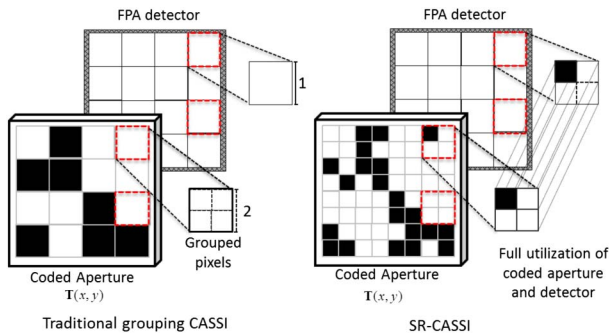 FPA detector
1
2
Grouped
pixels
Coded Aperture
T(x, y)
Traditional grouping CASSI
FPA detector
Full utilization of
coded aperture
and detector
Coded Aperture
T(x, y)
SR-CASSI